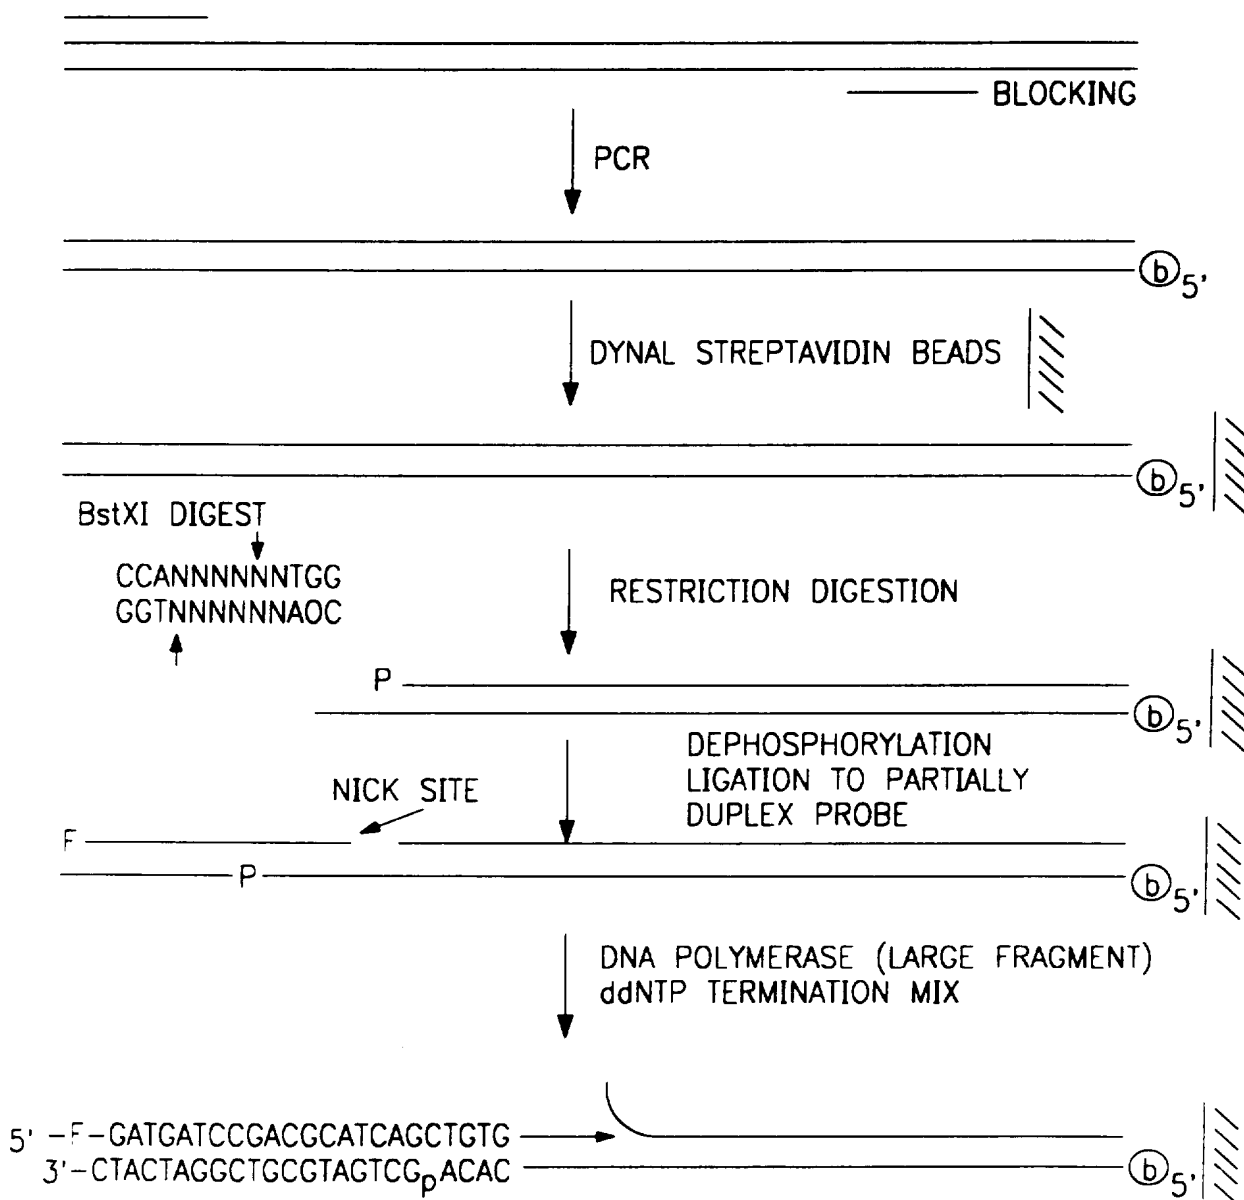 BLOCKING
PCR
b 5'
DYNAL STREPTAVIDIN BEADS
b 5'
BstXI DIGEST
CCANNNNNNTGG
GGTNNNNNNAOC
RESTRICTION DIGESTION
P
b 5'
DEPHOSPHORYLATION
LIGATION TO PARTIALLY
DUPLEX PROBE
NICK SITE
F
P
b 5'
DNA POLYMERASE (LARGE FRAGMENT)
ddNTP TERMINATION MIX
5' -F-GATGATCCGACGCATCAGCTGTG
3'-CTACTAGGCTGCGTAGTCGpACAC
b 5'